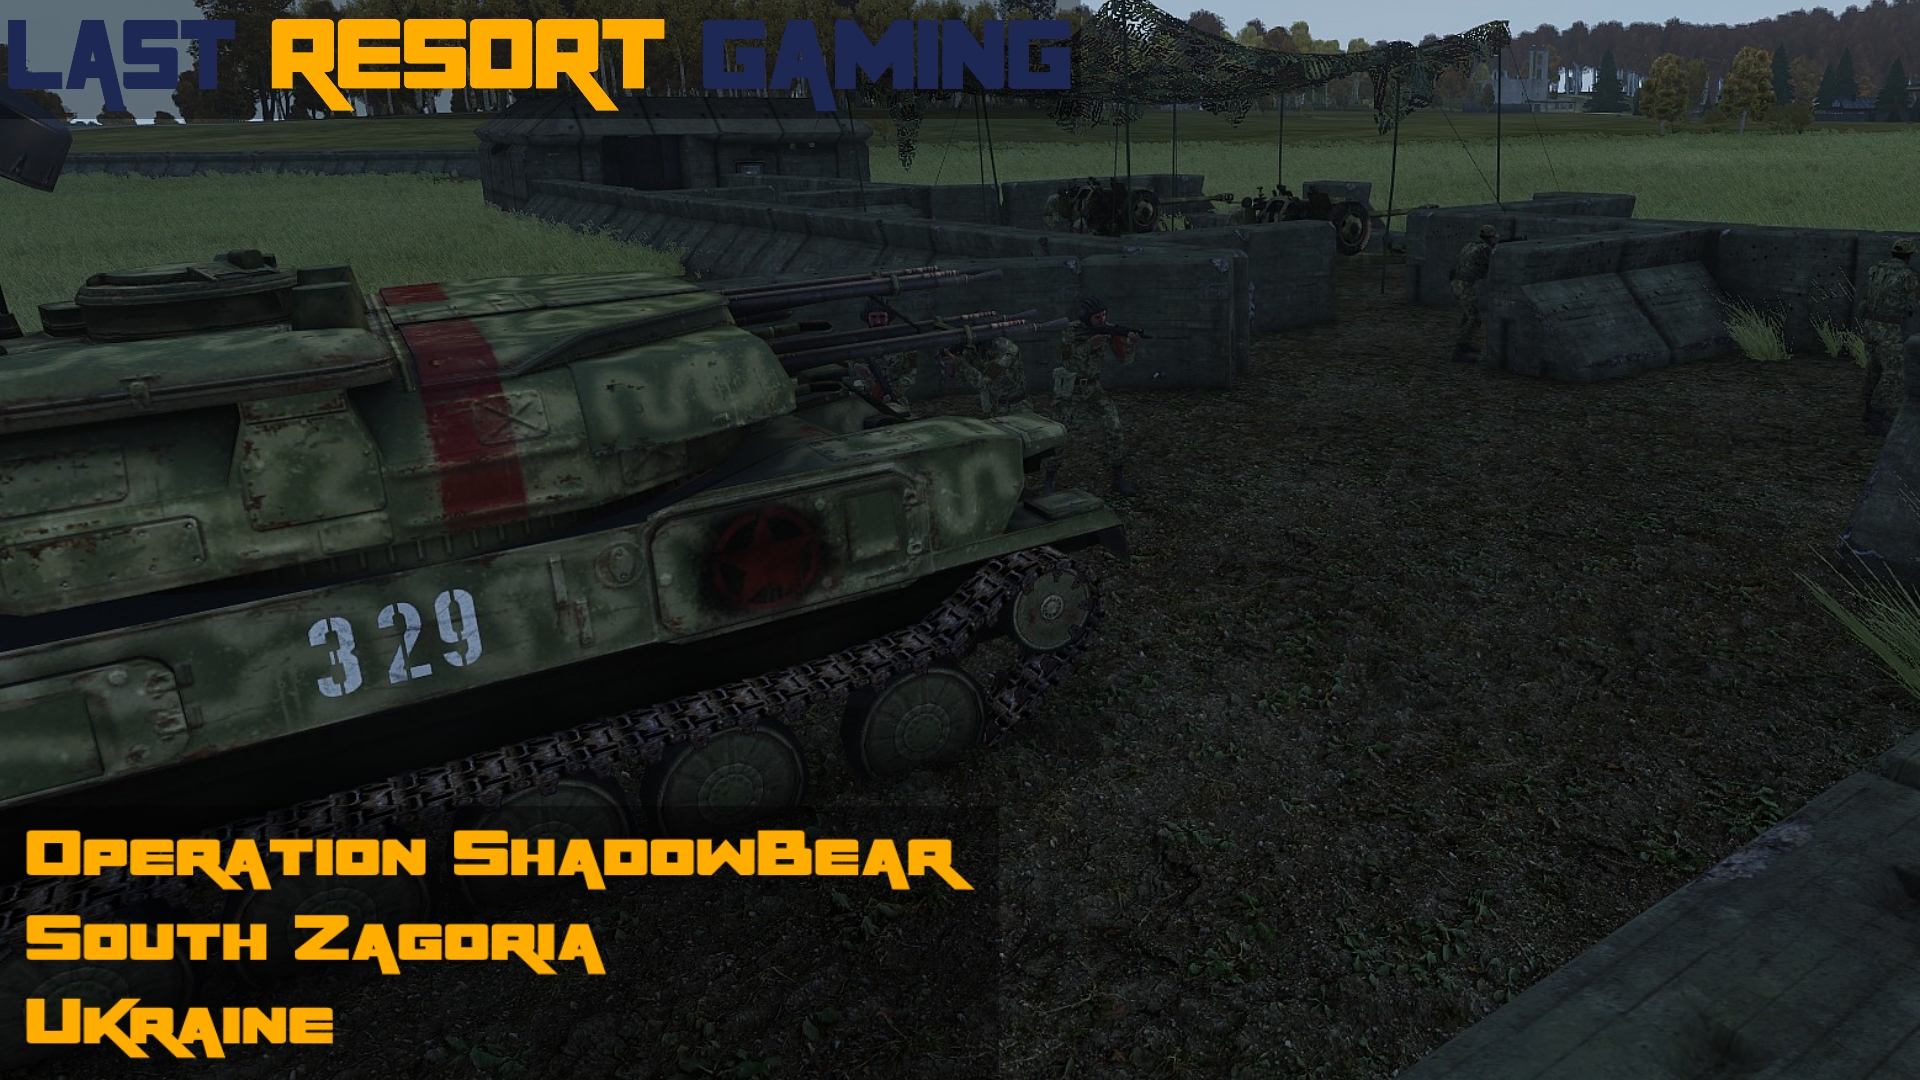 LAST RESORT GAMING
329
Operation ShadowBear
South Zagoria
Ukraine